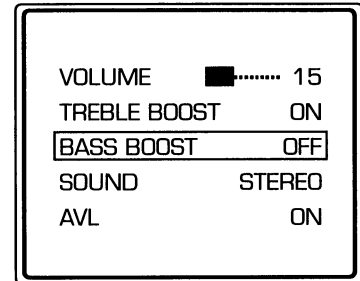 VOLUME 15
TREBLE BOOST ON
BASS BOOST OFF
SOUND STEREO
AVL ON